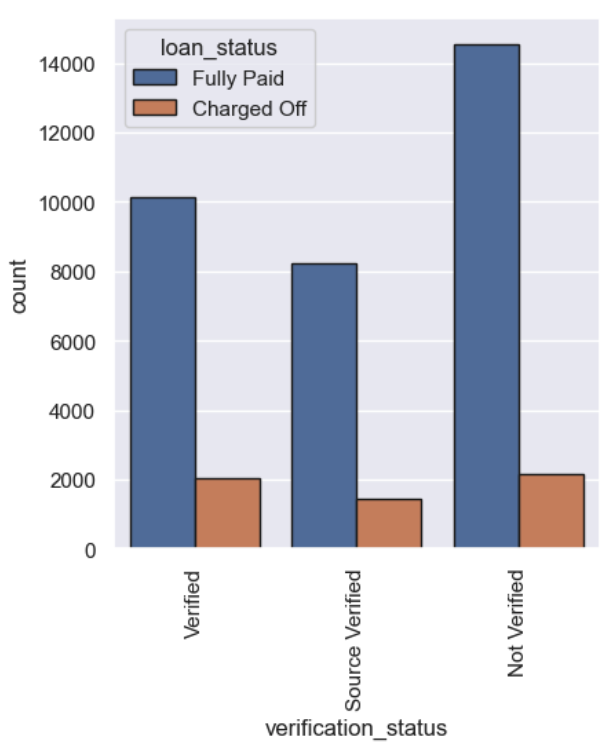 loan_status
Fully Paid
Charged Off
count
14000
12000
10000
8000
6000
4000
2000
0
Verified
Source Verified
Not Verified
verification_status